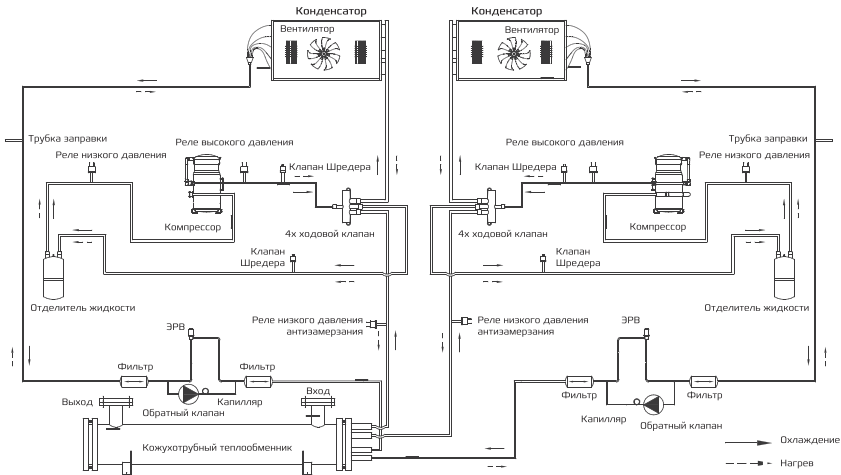 Конденсатор
Конденсатор
Вентилятор
Вентилятор
Трубка заправки
Реле низкого давления
Реле высокого давления
Клапан Шредера
Реле высокого давления
Клапан Шредера
Трубка заправки
Реле низкого давления
Компрессор
4х ходовой клапан
4х ходовой клапан
Компрессор
Клапан
Шредера
Клапан
Шредера
Отделитель жидкости
Отделитель жидкости
Реле низкого давления
антизамерзания
Реле низкого давления
антизамерзания
ЭРВ
ЭРВ
Фильтр
Фильтр
Фильтр
Фильтр
Выход
Обратный клапан
Капилляр
Вход
Капилляр
Обратный клапан
Кожухотрубный теплообменник
Охлаждение
Нагрев